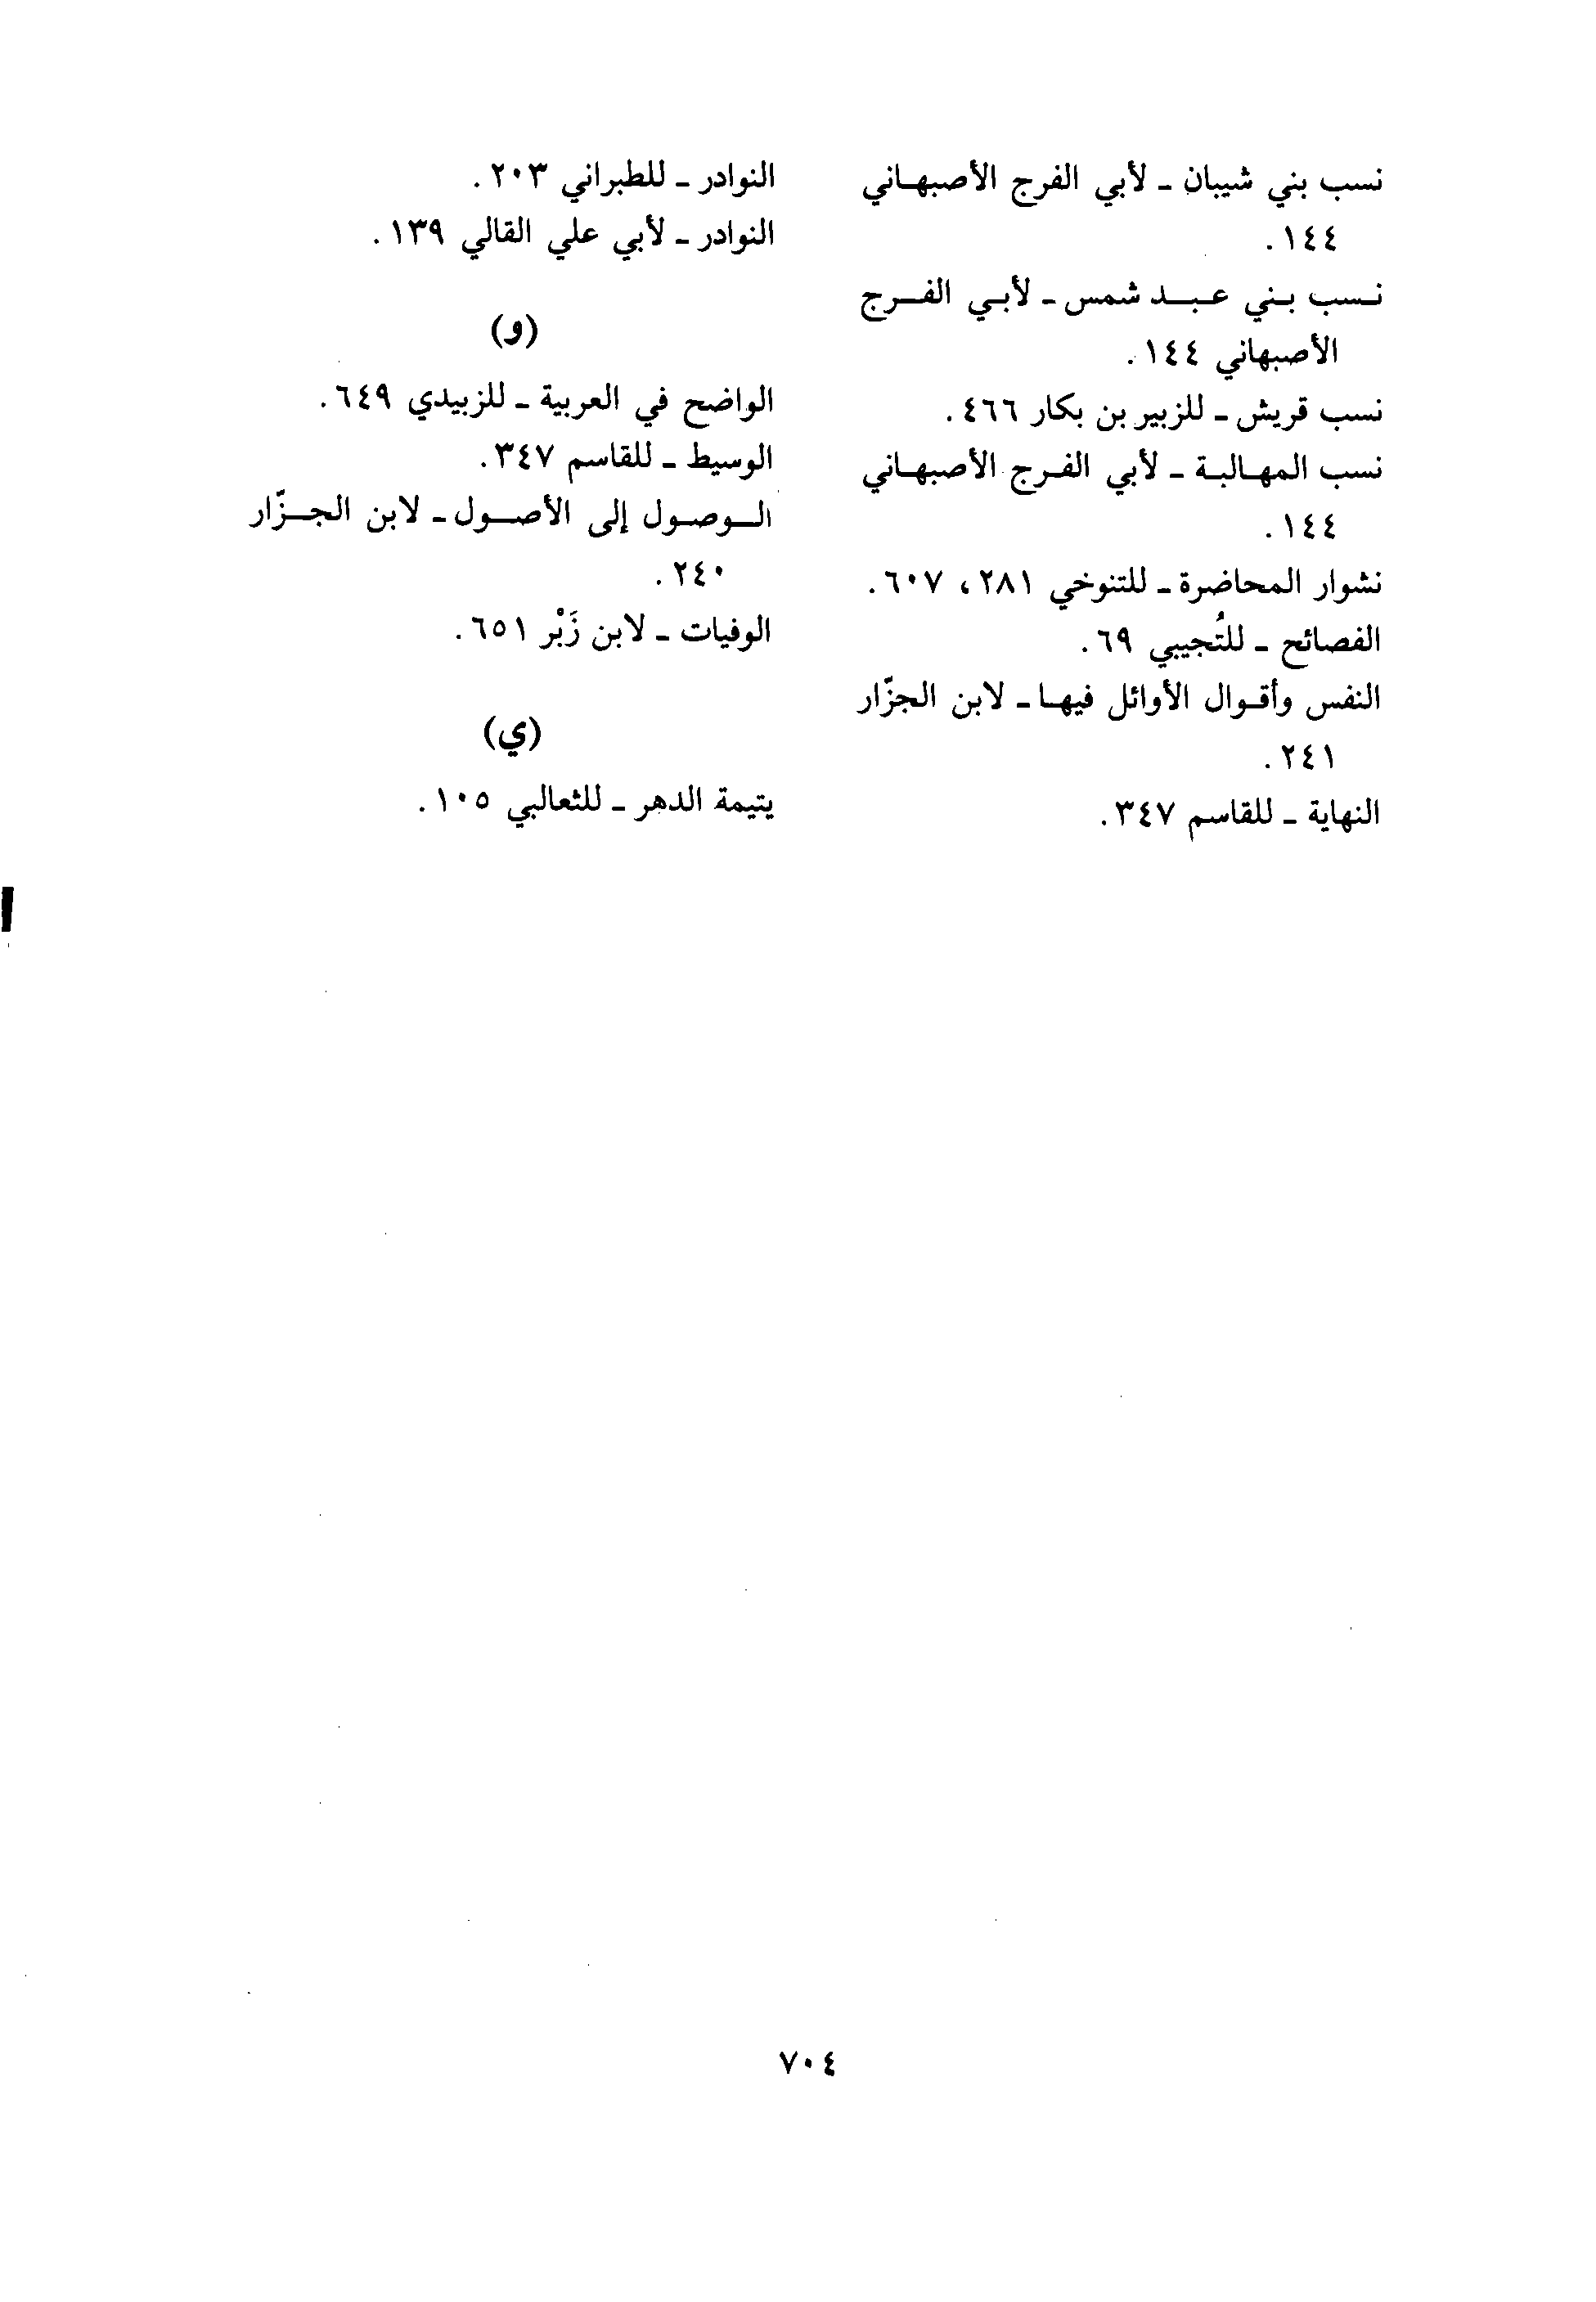 نسب بني شيبان - لأبي الفرج الأصبهاني
١٤٤.
نسب بني عبد شمس - لأبي الفرج
الأصبهاني ١٤٤.
نسب قريش - للزبير بن بكار ٤٦٦.
نسب المهالبة - لأبي الفرج الأصبهاني
١٤٤.
نشوار المحاضرة - للتنوخي ٢٨١، ٦٠٧.
الفصائح - للتُجيبي ٦٩.
النفس وأقوال الأوائل فيها - لابن الجزّار
٢٤١.
النهاية - للقاسم ٣٤٧.
النوادر - للطبراني ٢٠٣.
النوادر - لأبي علي القالي ١٣٩.
(و)
الواضح في العربية - للزبيدي ٦٤٩.
الوسيط - للقاسم ٣٤٧.
الوصول إلى الأصول - لابن الجزّار
٢٤٠.
الوفيات - لابن زَبْر ٦٥١.
(ي)
يتيمة الدهر - للثعالبي ١٠٥.
٧٠٤